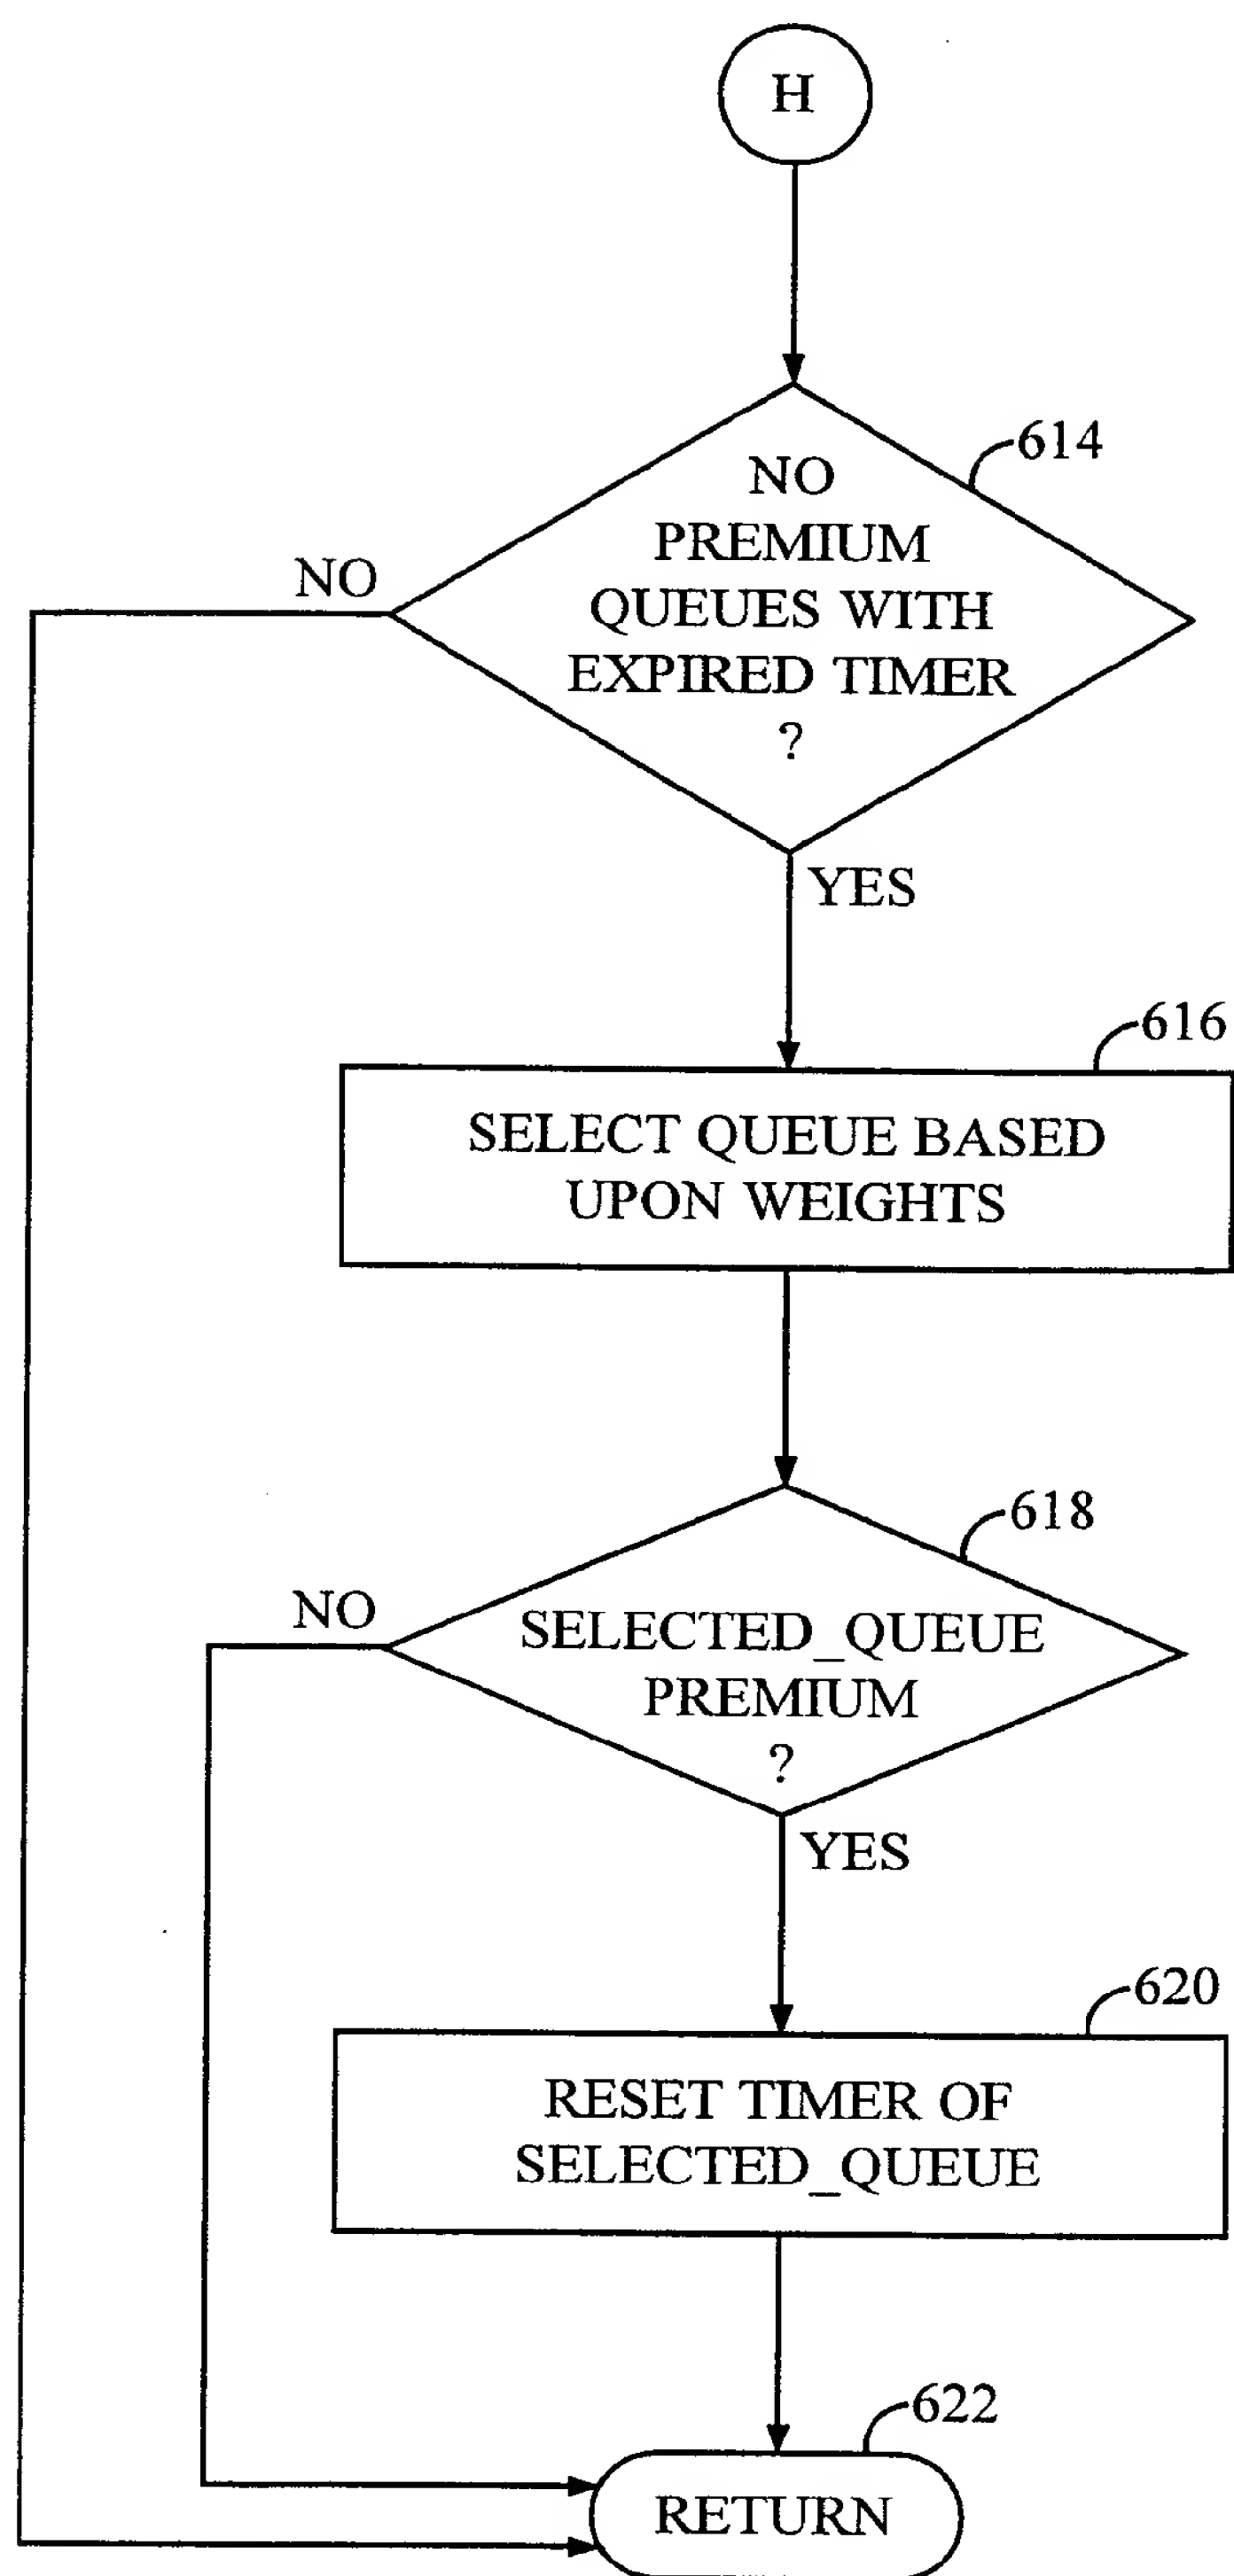 H
614
NO
PREMIUM
QUEUES WITH
EXPIRED TIMER
?
NO
YES
616
SELECT QUEUE BASED
UPON WEIGHTS
618
NO
SELECTED_QUEUE
PREMIUM
?
YES
620
RESET TIMER OF
SELECTED_QUEUE
622
RETURN